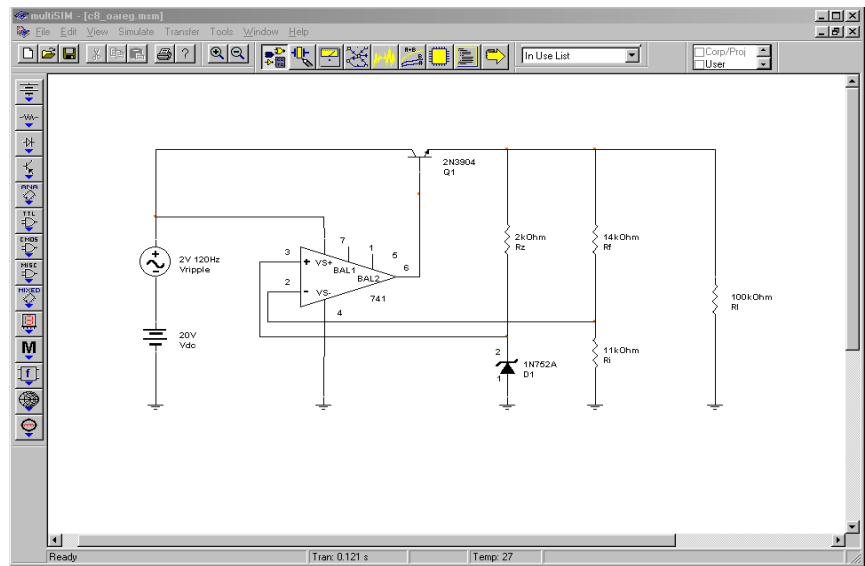 multiSIM - [c8_oareg.msm]
File Edit View Simulate Transfer Tools Window Help
In Use List
Corp/Proj
User
ANA
TTL
CMOS
MISC
MIXED
M
f
A+B
2N3904
Q1
2kOhm
Rz
14kOhm
Rf
3
7
1
5
6
VS+
BAL1
BAL2
2
VS-
741
4
2V 120Hz
Vripple
20V
Vdc
100kOhm
Rl
2
1N752A
D1
1
11kOhm
Ri
Ready
Tran: 0.121 s
Temp: 27